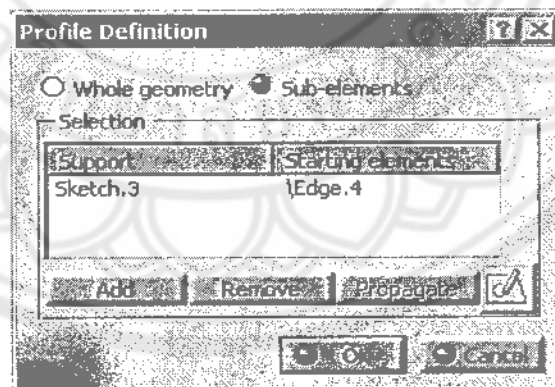 Profile Definition
Whole geometry Sub-elements
Selection
Support Starting elements
Sketch.3 \Edge.4
Add Remove Propagate
OK Cancel